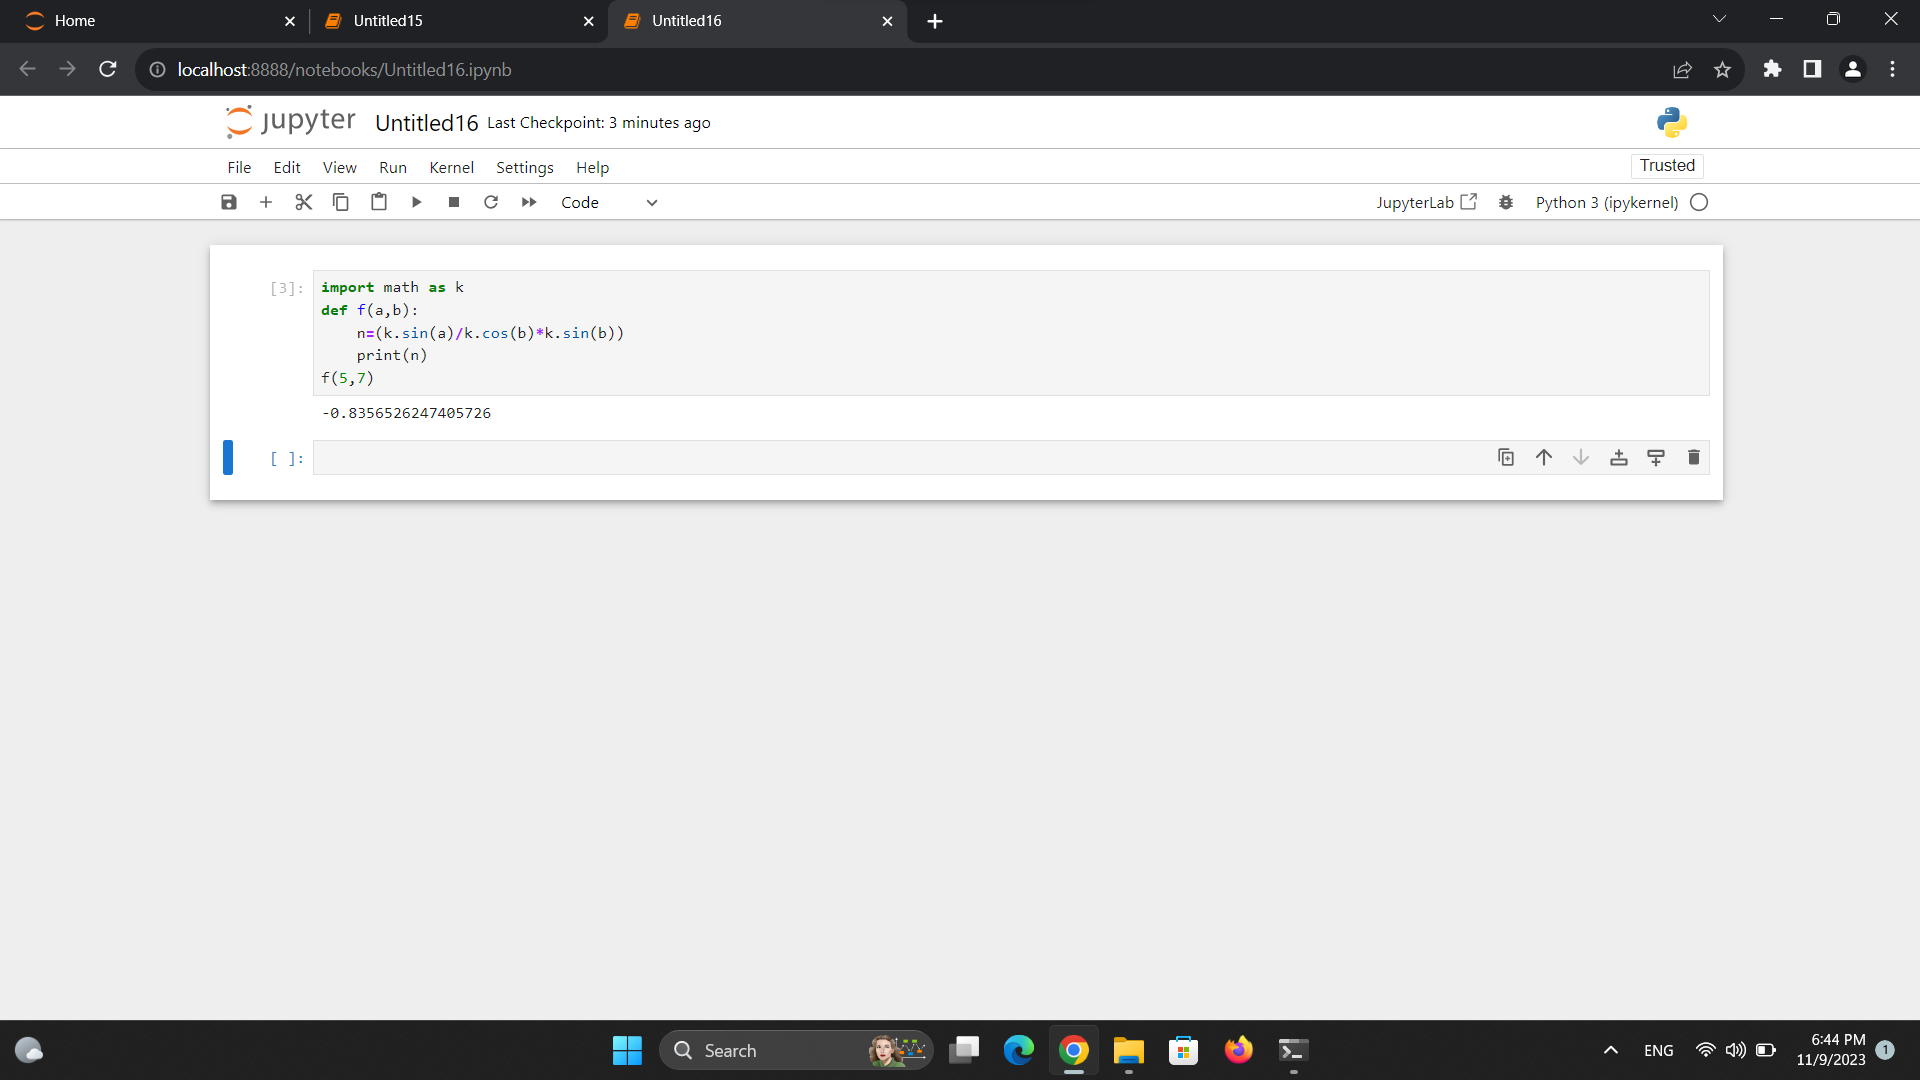 Home
Untitled15
Untitled16
localhost:8888/notebooks/Untitled16.ipynb
jupyter
Untitled16 Last Checkpoint: 3 minutes ago
File Edit View Run Kernel Settings Help
Trusted
Code
JupyterLab
Python 3 (ipykernel)
[3]:
import math as k
def f(a,b):
    n=(k.sin(a)/k.cos(b)*k.sin(b))
    print(n)
f(5,7)
-0.8356526247405726
[ ]:
Search
ENG
6:44 PM
11/9/2023
1